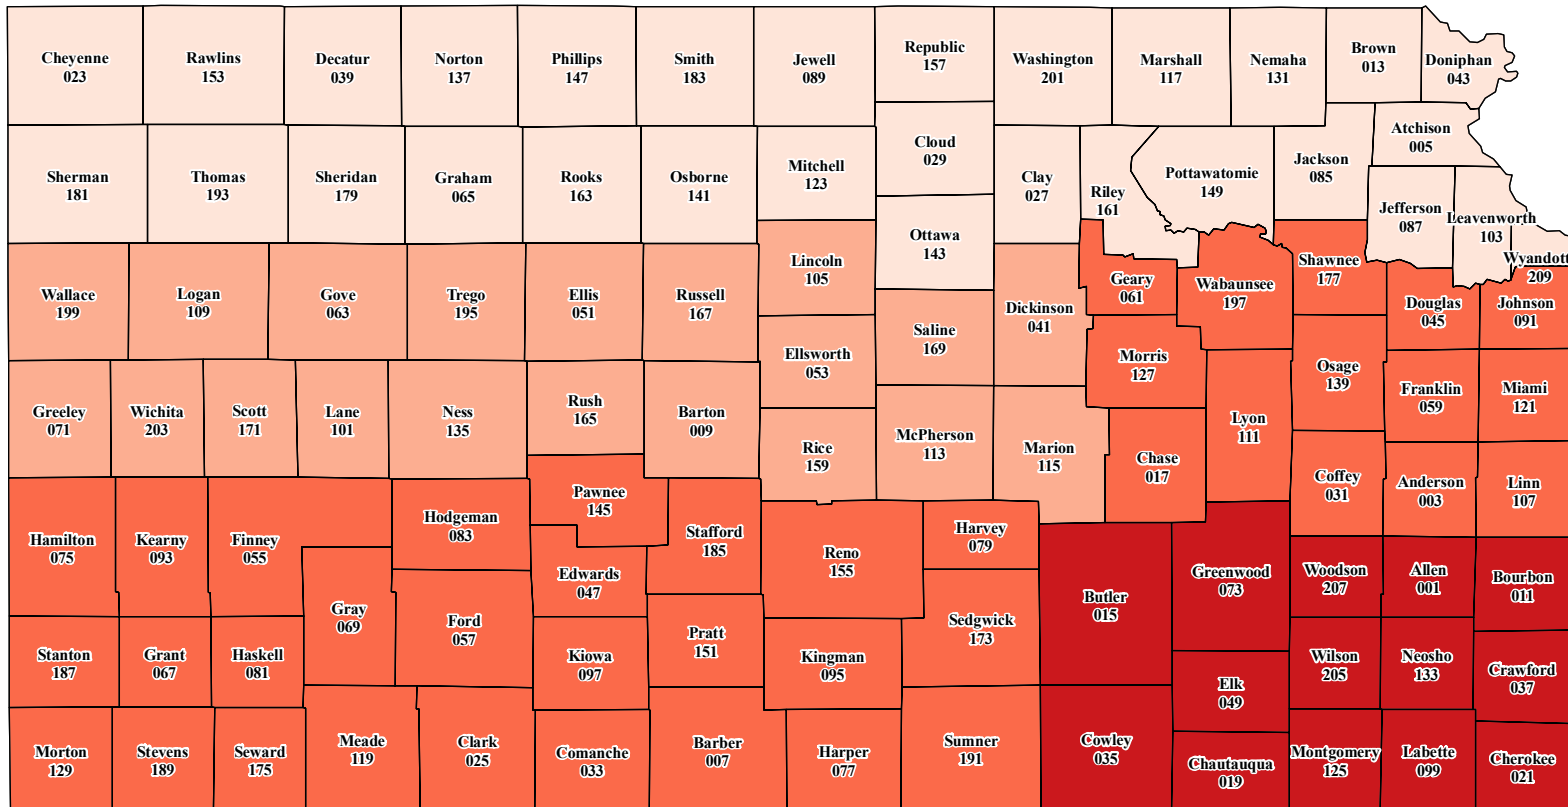 Cheyenne
023
Rawlins
153
Decatur
039
Norton
137
Phillips
147
Smith
183
Jewell
089
Republic
157
Washington
201
Marshall
117
Nemaha
131
Brown
013
Doniphan
043
Sherman
181
Thomas
193
Sheridan
179
Graham
065
Rooks
163
Osborne
141
Mitchell
123
Cloud
029
Clay
027
Riley
161
Pottawatomie
149
Jackson
085
Atchison
005
Jefferson
087
Leavenworth
103
Wyandott
209
Ottawa
143
Wallace
199
Logan
109
Gove
063
Trego
195
Ellis
051
Russell
167
Lincoln
105
Saline
169
Dickinson
041
Geary
061
Wabaunsee
197
Shawnee
177
Douglas
045
Johnson
091
Ellsworth
053
Morris
127
Osage
139
Franklin
059
Miami
121
Greeley
071
Wichita
203
Scott
171
Lane
101
Ness
135
Rush
165
Barton
009
Rice
159
McPherson
113
Marion
115
Chase
017
Lyon
111
Coffey
031
Anderson
003
Linn
107
Hamilton
075
Kearny
093
Finney
055
Hodgeman
083
Pawnee
145
Stafford
185
Reno
155
Harvey
079
Edwards
047
Gray
069
Ford
057
Kiowa
097
Pratt
151
Kingman
095
Sedgwick
173
Butler
015
Greenwood
073
Woodson
207
Allen
001
Bourbon
011
Stanton
187
Grant
067
Haskell
081
Elk
049
Wilson
205
Neosho
133
Crawford
037
Morton
129
Stevens
189
Seward
175
Meade
119
Clark
025
Comanche
033
Barber
007
Harper
077
Sumner
191
Cowley
035
Chautauqua
019
Montgomery
125
Labette
099
Cherokee
021